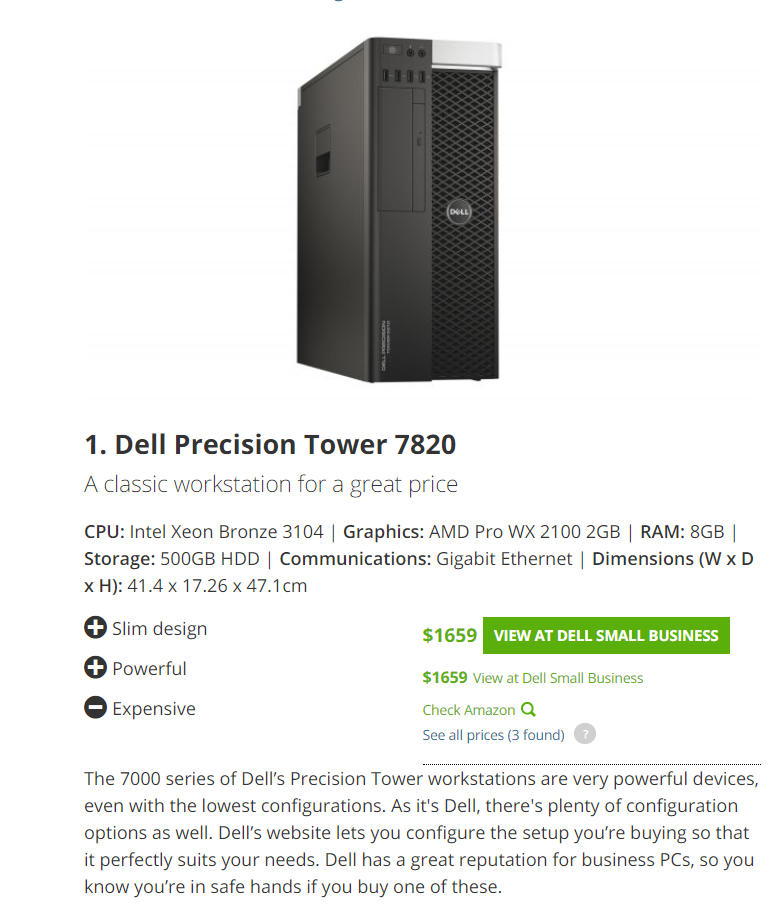 DELL
1. Dell Precision Tower 7820
A classic workstation for a great price
CPU: Intel Xeon Bronze 3104 | Graphics: AMD Pro WX 2100 2GB | RAM: 8GB |
Storage: 500GB HDD | Communications: Gigabit Ethernet | Dimensions (W x D
x H): 41.4 x 17.26 x 47.1cm
Slim design
Powerful
Expensive
$1659 VIEW AT DELL SMALL BUSINESS
$1659 View at Dell Small Business
Check Amazon
See all prices (3 found) ?
The 7000 series of Dell’s Precision Tower workstations are very powerful devices,
even with the lowest configurations. As it's Dell, there's plenty of configuration
options as well. Dell’s website lets you configure the setup you’re buying so that
it perfectly suits your needs. Dell has a great reputation for business PCs, so you
know you’re in safe hands if you buy one of these.